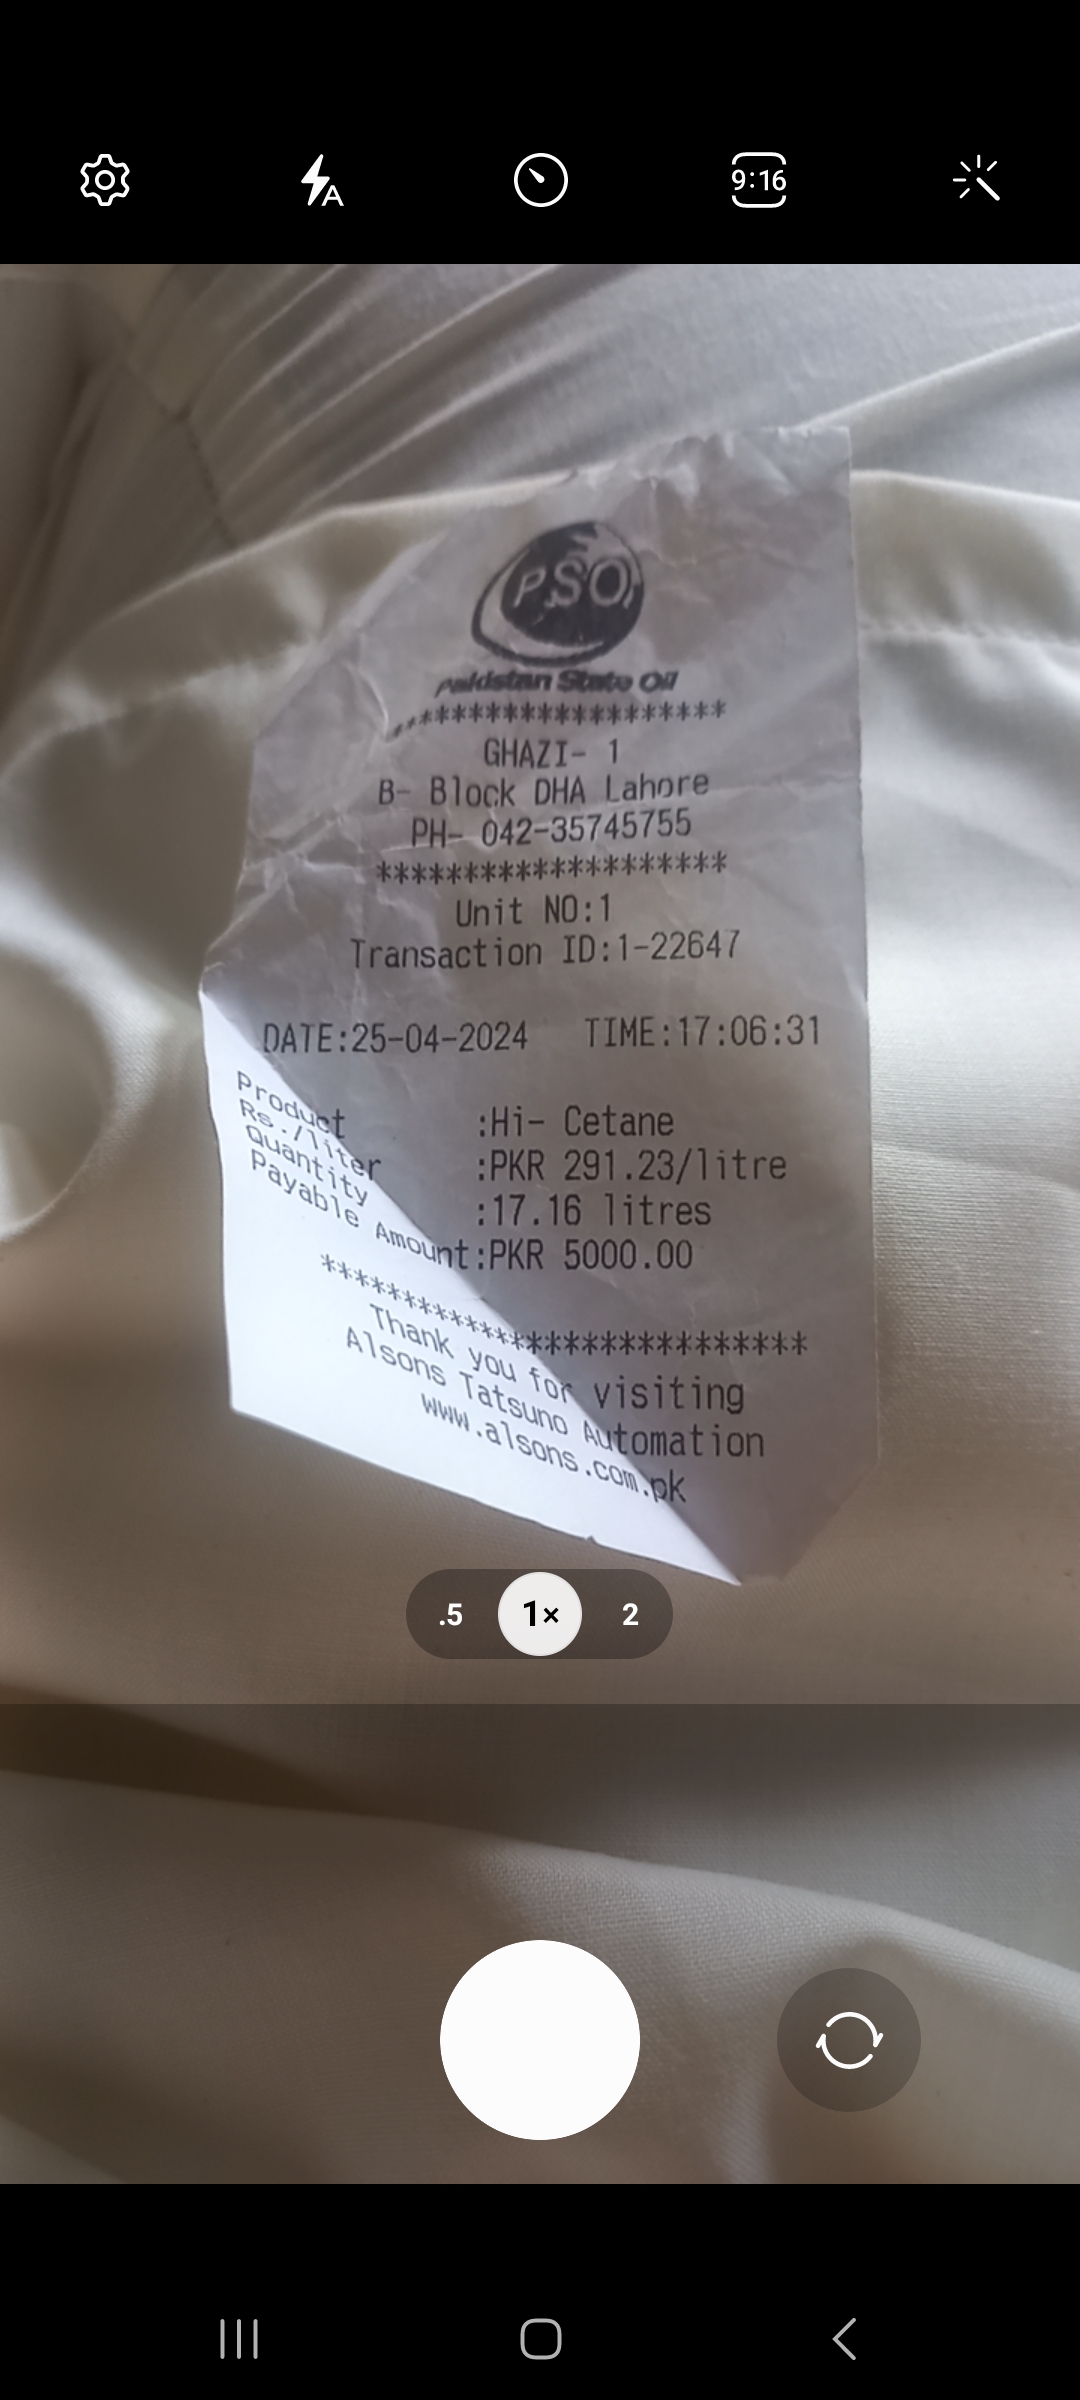 A
9:16
PSO
Pakistan State Oil
********************
GHAZI- 1
B- Block DHA Lahore
PH- 042-35745755
********************
Unit NO:1
Transaction ID:1-22647
DATE:25-04-2024 TIME:17:06:31
Product :Hi- Cetane
Rs./liter :PKR 291.23/litre
Quantity :17.16 litres
Payable Amount:PKR 5000.00
******************************
Thank you for visiting
Alsons Tatsuno Automation
www.alsons.com.pk
.5 1× 2